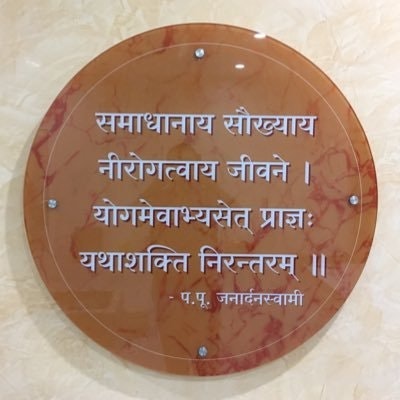 समाधानाय सौख्याय
नीरोगत्वाय जीवने ।
योगमेवाभ्यसेत् प्राज्ञः
यथाशक्ति निरन्तरम् ॥
- प.पू. जनार्दनस्वामी